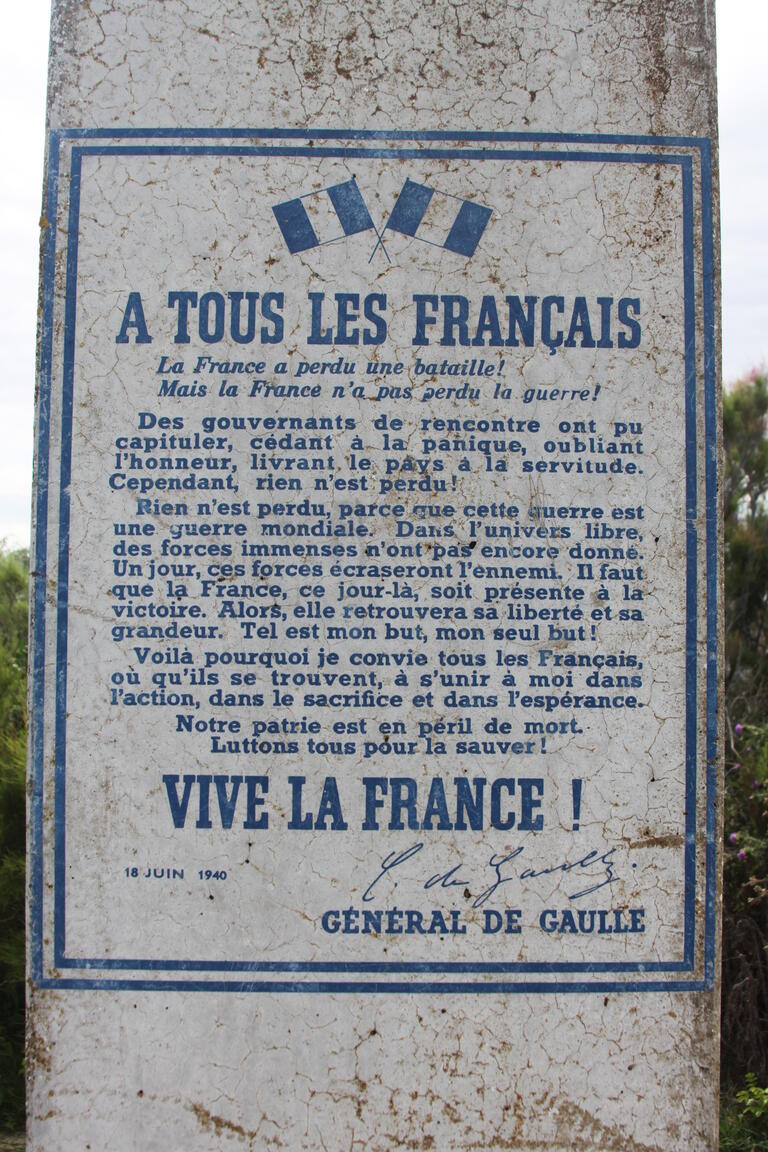 A TOUS LES FRANÇAIS
La France a perdu une bataille!
Mais la France n'a pas perdu la guerre!
Des gouvernants de rencontre ont pu
capituler, cédant à la panique, oubliant
l'honneur, livrant le pays à la servitude.
Cependant, rien n'est perdu!
Rien n'est perdu, parce que cette guerre est
une guerre mondiale. Dans l'univers libre,
des forces immenses n'ont pas encore donné.
Un jour, ces forces écraseront l'ennemi. Il faut
que la France, ce jour-là, soit présente à la
victoire. Alors, elle retrouvera sa liberté et sa
grandeur. Tel est mon but, mon seul but!
Voilà pourquoi je convie tous les Français,
où qu'ils se trouvent, à s'unir à moi dans
l'action, dans le sacrifice et dans l'espérance.
Notre patrie est en péril de mort.
Luttons tous pour la sauver!
VIVE LA FRANCE !
18 JUIN 1940
C. de Gaulle.
GÉNÉRAL DE GAULLE